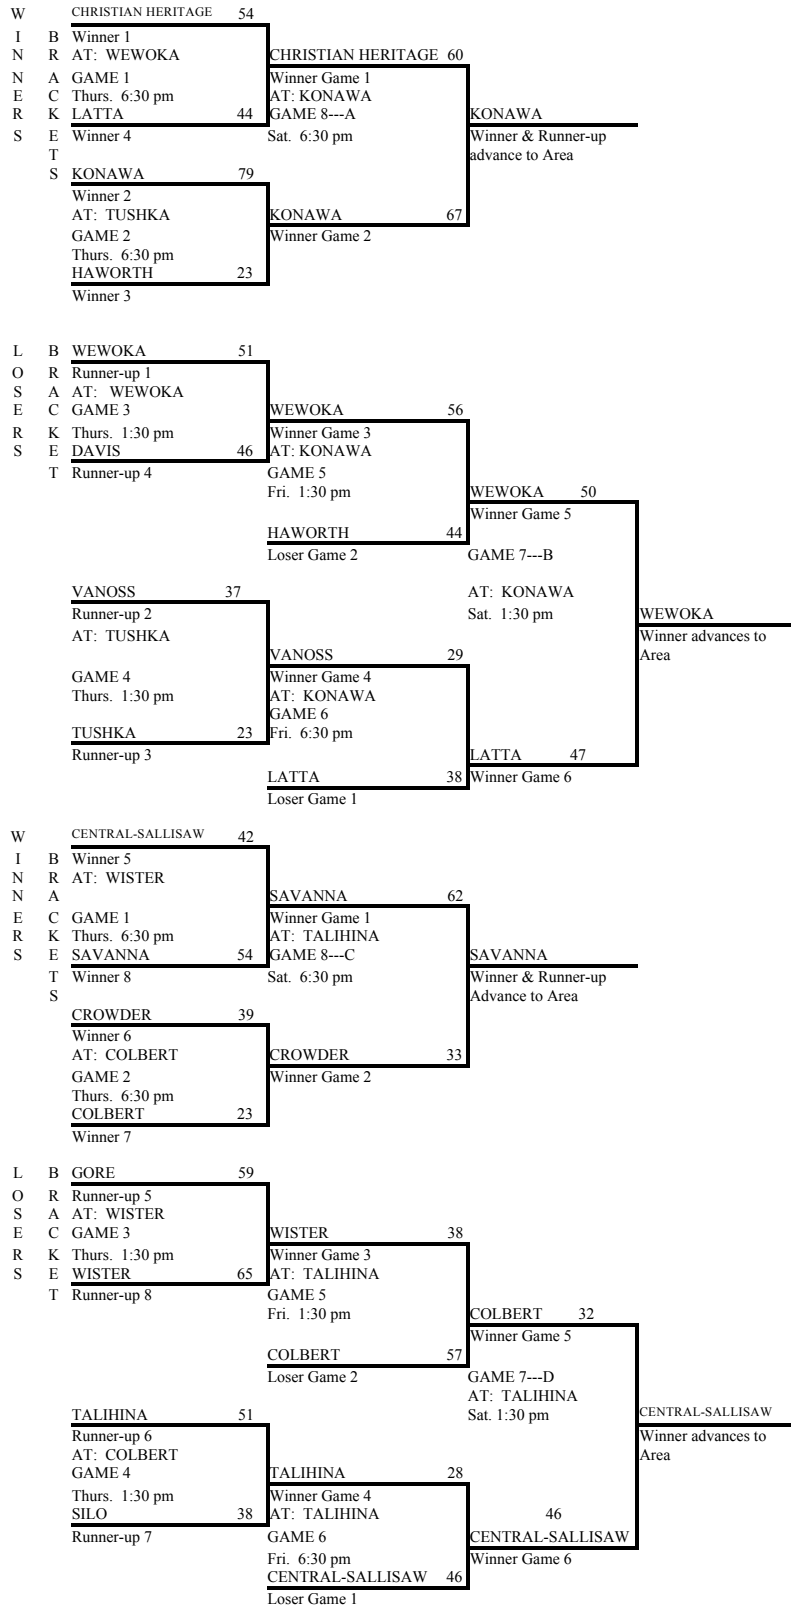 W CHRISTIAN HERITAGE 54
I B Winner 1
N R AT: WEWOKA CHRISTIAN HERITAGE 60
N A GAME 1 Winner Game 1
E C Thurs. 6:30 pm AT: KONAWA
R K LATTA 44 GAME 8---A KONAWA
S E Winner 4 Sat. 6:30 pm Winner & Runner-up
T advance to Area
S KONAWA 79
Winner 2
AT: TUSHKA KONAWA 67
GAME 2 Winner Game 2
Thurs. 6:30 pm
HAWORTH 23
Winner 3
L B WEWOKA 51
O R Runner-up 1
S A AT: WEWOKA
E C GAME 3 WEWOKA 56
R K Thurs. 1:30 pm Winner Game 3
S E DAVIS 46 AT: KONAWA
T Runner-up 4 GAME 5
Fri. 1:30 pm WEWOKA 50
Winner Game 5
HAWORTH 44
Loser Game 2 GAME 7---B
VANOSS 37 AT: KONAWA
Runner-up 2 Sat. 1:30 pm WEWOKA
AT: TUSHKA Winner advances to
VANOSS 29 Area
GAME 4 Winner Game 4
Thurs. 1:30 pm AT: KONAWA
GAME 6
TUSHKA 23 Fri. 6:30 pm
Runner-up 3 LATTA 47
LATTA 38 Winner Game 6
Loser Game 1
W CENTRAL-SALLISAW 42
I B Winner 5
N R AT: WISTER
N A SAVANNA 62
E C GAME 1 Winner Game 1
R K Thurs. 6:30 pm AT: TALIHINA
S E SAVANNA 54 GAME 8---C SAVANNA
T Winner 8 Sat. 6:30 pm Winner & Runner-up
S Advance to Area
CROWDER 39
Winner 6
AT: COLBERT CROWDER 33
GAME 2 Winner Game 2
Thurs. 6:30 pm
COLBERT 23
Winner 7
L B GORE 59
O R Runner-up 5
S A AT: WISTER
E C GAME 3 WISTER 38
R K Thurs. 1:30 pm Winner Game 3
S E WISTER 65 AT: TALIHINA
T Runner-up 8 GAME 5
Fri. 1:30 pm COLBERT 32
Winner Game 5
COLBERT 57
Loser Game 2 GAME 7---D
AT: TALIHINA
TALIHINA 51 Sat. 1:30 pm CENTRAL-SALLISAW
Runner-up 6 Winner advances to
AT: COLBERT Area
GAME 4 TALIHINA 28
Thurs. 1:30 pm Winner Game 4
SILO 38 AT: TALIHINA 46
Runner-up 7 GAME 6 CENTRAL-SALLISAW
Fri. 6:30 pm Winner Game 6
CENTRAL-SALLISAW 46
Loser Game 1